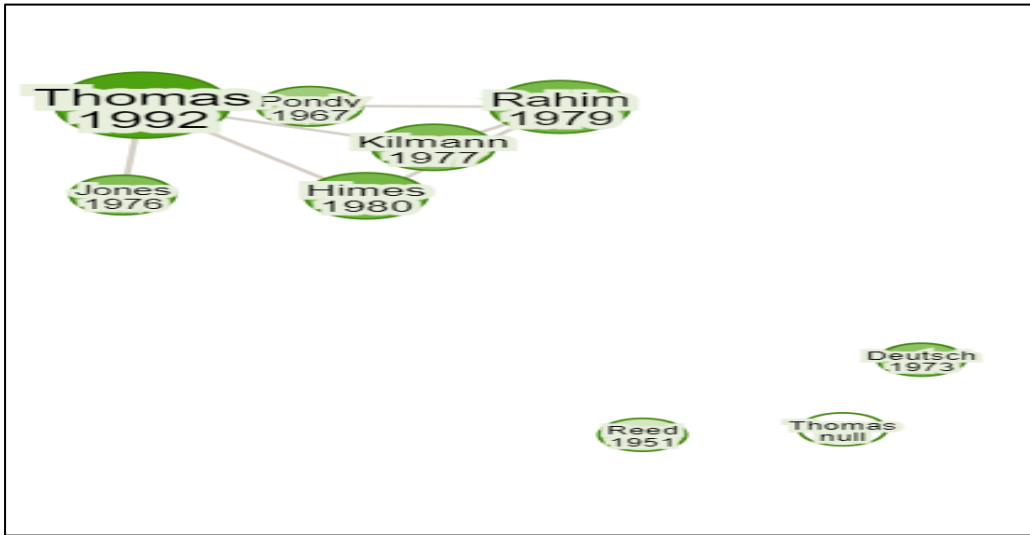 Thomas
1992
Pondy
1967
Rahim
1979
Kilmann
1977
Jones
1976
Himes
1980
Deutsch
1973
Thomas
null
Reed
1951